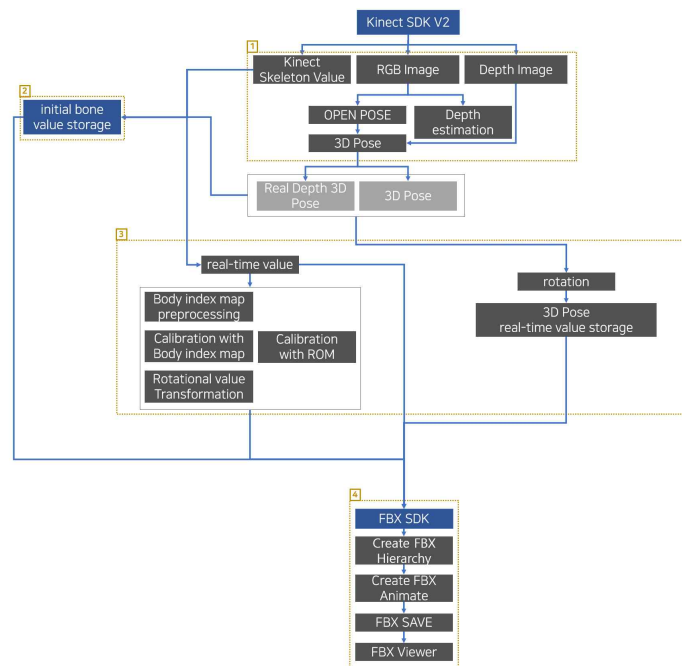 Kinect SDK V2
1
Kinect
Skeleton Value
RGB Image
Depth Image
2
initial bone
value storage
OPEN POSE
Depth
estimation
3D Pose
Real Depth 3D
Pose
3D Pose
3
real-time value
rotation
Body index map
preprocessing
3D Pose
real-time value storage
Calibration with
Body index map
Calibration
with ROM
Rotational value
Transformation
4
FBX SDK
Create FBX
Hierarchy
Create FBX
Animate
FBX SAVE
FBX Viewer